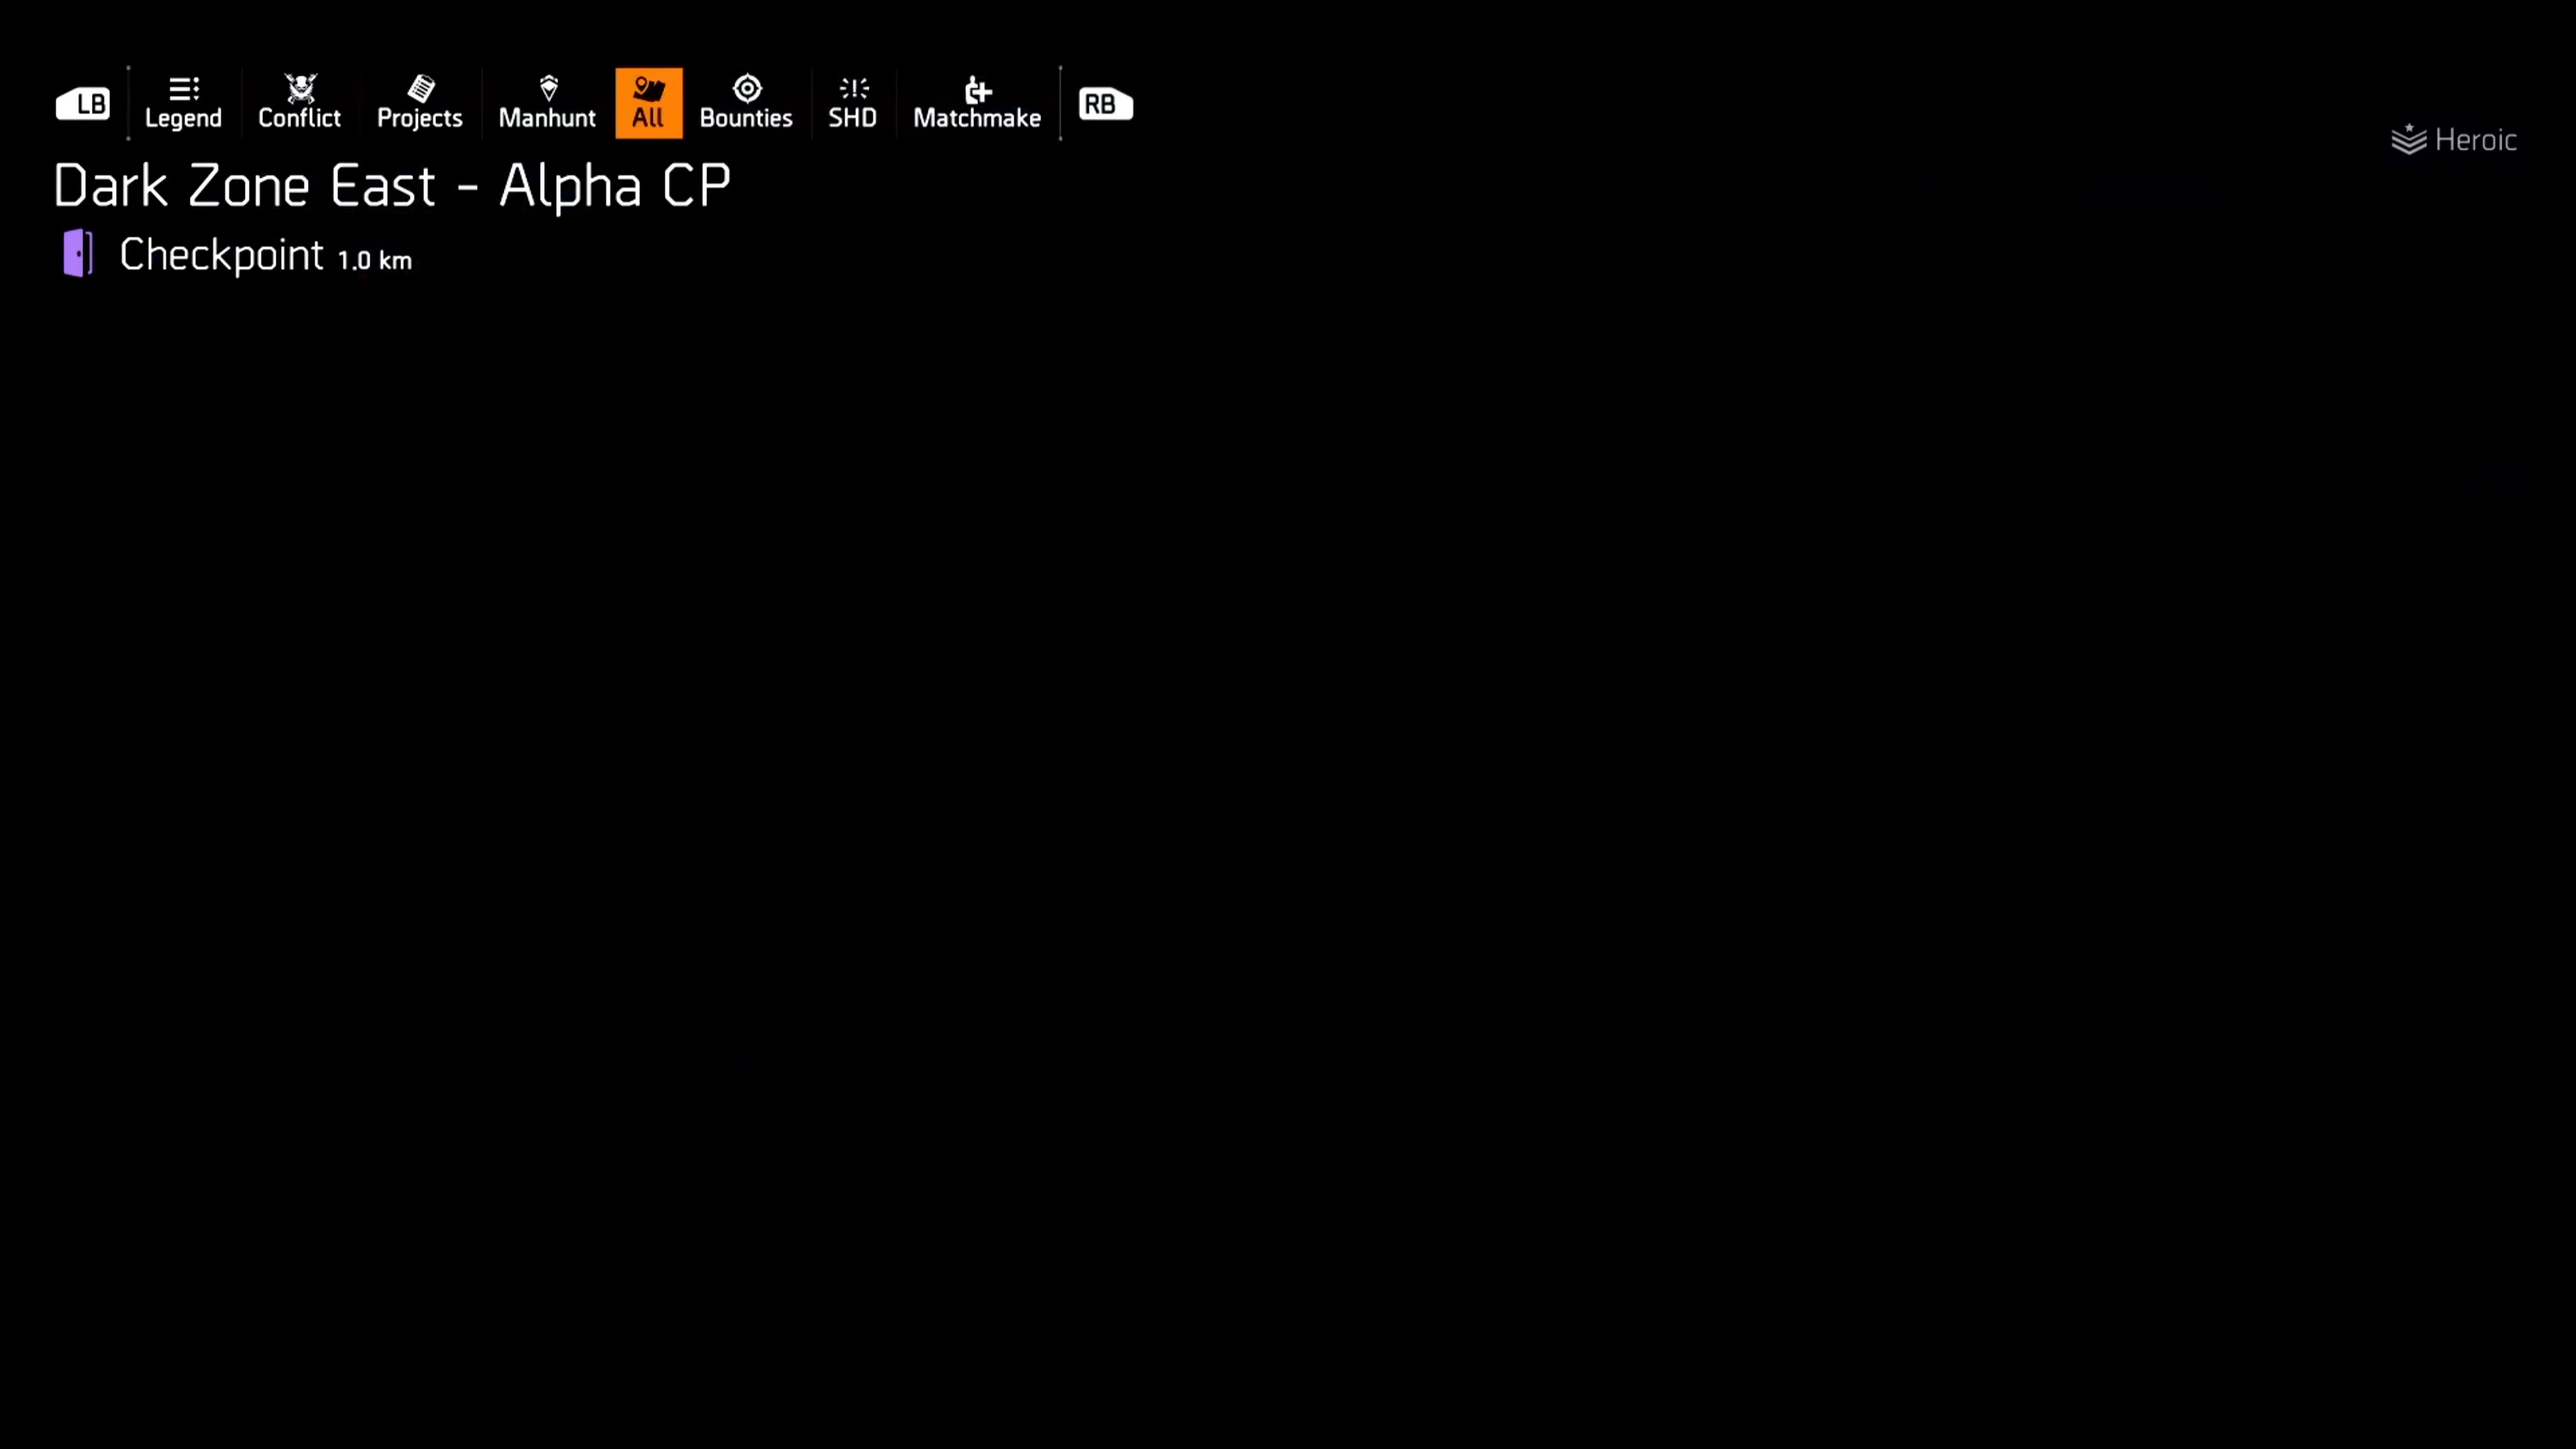 LB Legend Conflict Projects Manhunt All Bounties SHD Matchmake RB
Heroic
Dark Zone East - Alpha CP
Checkpoint 1.0 km